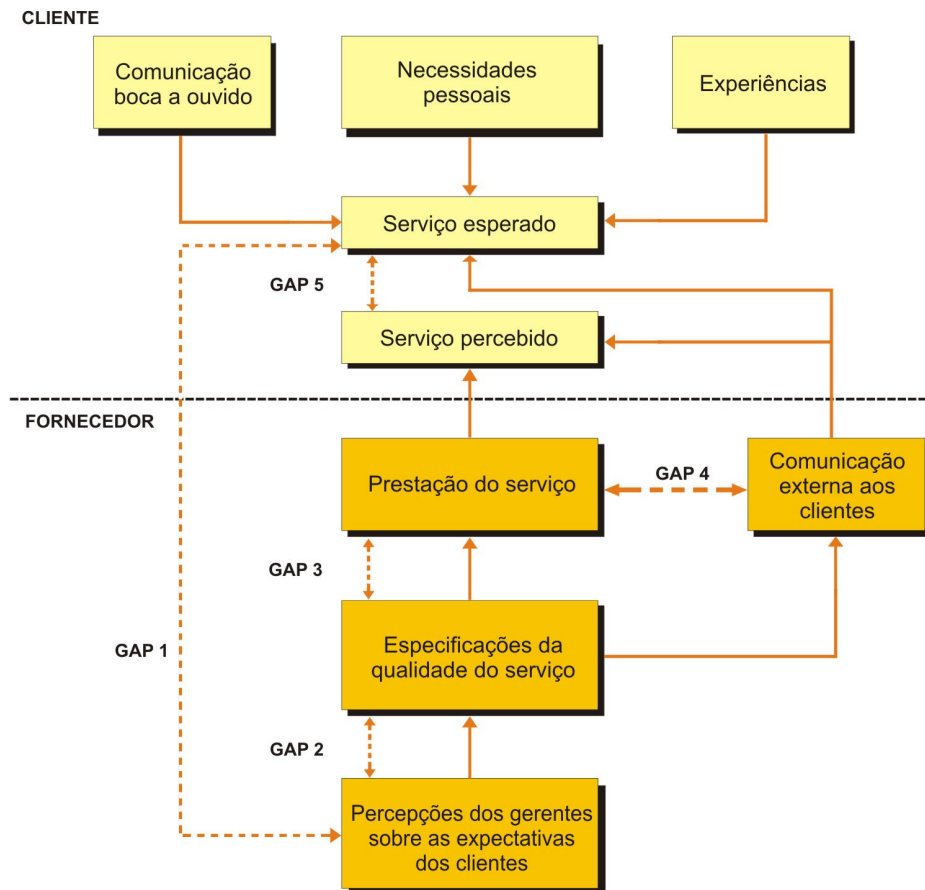 CLIENTE
Comunicação
boca a ouvido
Necessidades
pessoais
Experiências
Serviço esperado
GAP 5
Serviço percebido
FORNECEDOR
Prestação do serviço
GAP 4
Comunicação
externa aos
clientes
GAP 3
Especificações da
qualidade do serviço
GAP 1
GAP 2
Percepções dos gerentes
sobre as expectativas
dos clientes